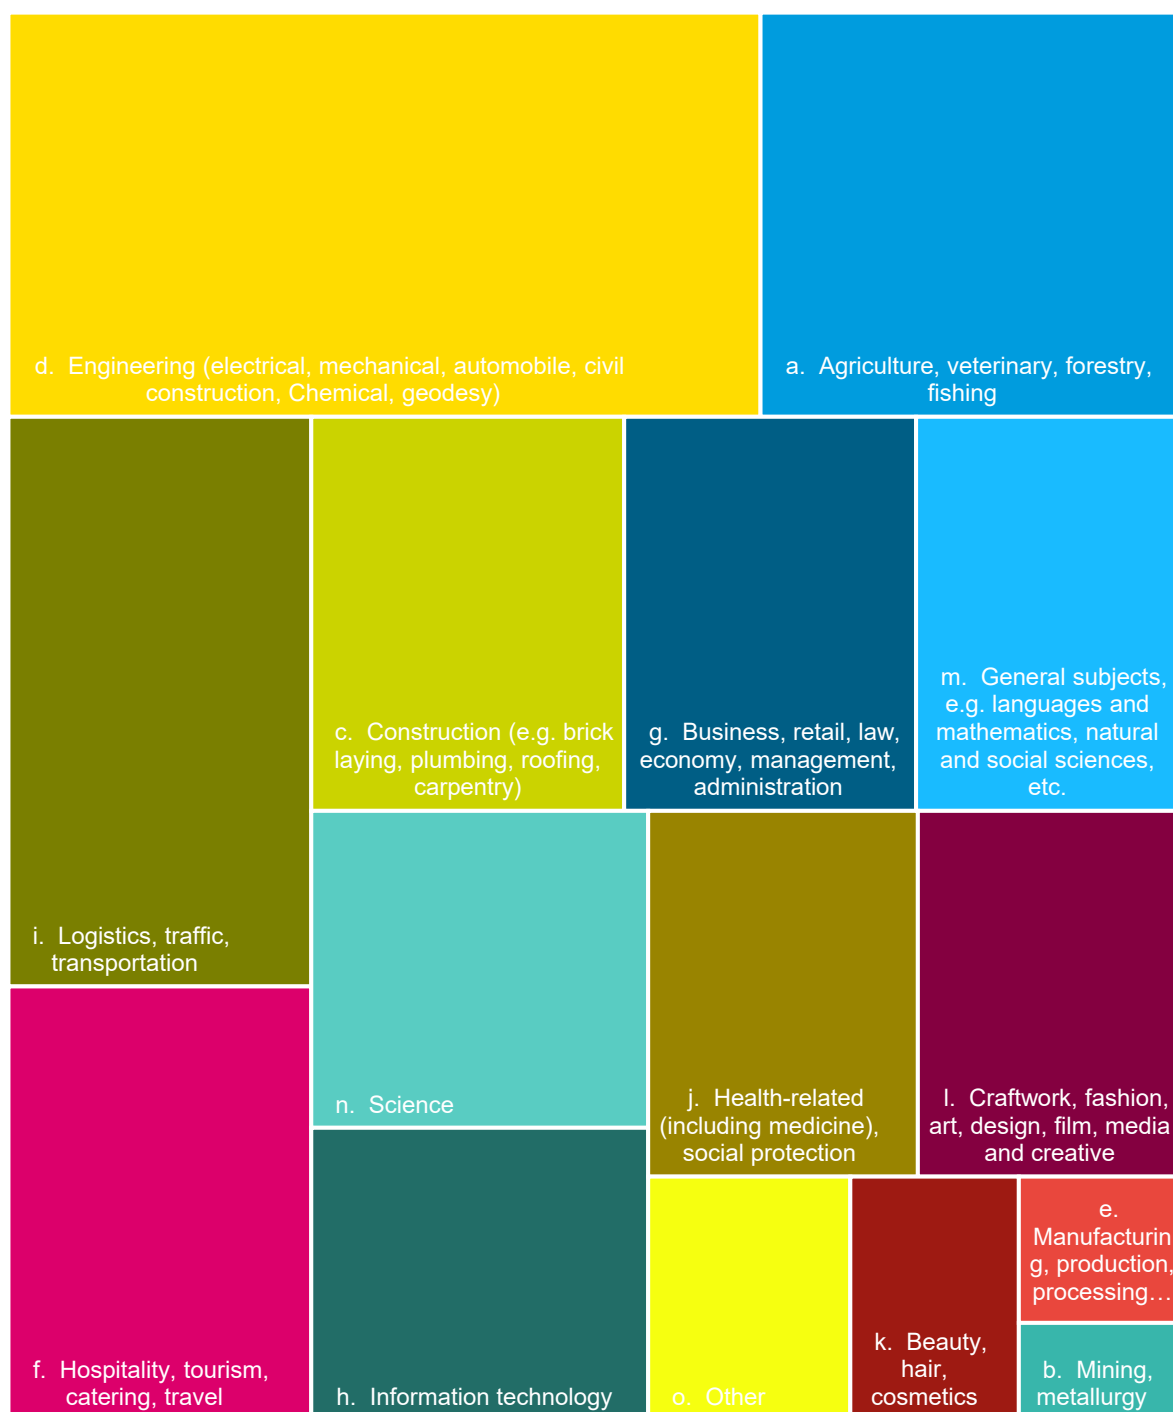 d. Engineering (electrical, mechanical, automobile, civil
construction, Chemical, geodesy)
a. Agriculture, veterinary, forestry,
fishing
i. Logistics, traffic,
transportation
c. Construction (e.g. brick
laying, plumbing, roofing,
carpentry)
g. Business, retail, law,
economy, management,
administration
m. General subjects,
e.g. languages and
mathematics, natural
and social sciences,
etc.
n. Science
j. Health-related
(including medicine),
social protection
l. Craftwork, fashion,
art, design, film, media
and creative
f. Hospitality, tourism,
catering, travel
h. Information technology
o. Other
k. Beauty,
hair,
cosmetics
e.
Manufacturin
g, production,
processing…
b. Mining,
metallurgy